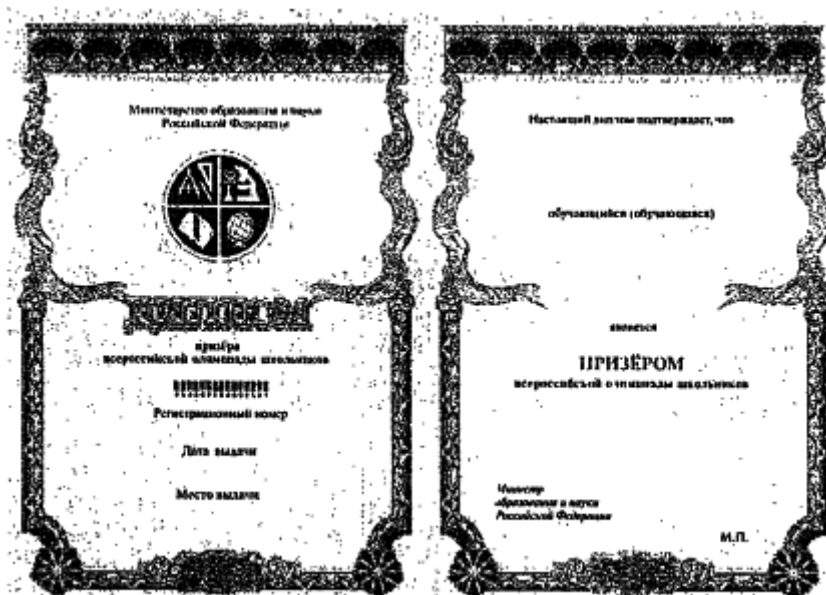 Министерство образования и науки
Российской Федерации
призёра
всероссийской олимпиады школьников
Регистрационный номер
Дата выдачи
Место выдачи
Настоящий диплом подтверждает, что
обучающийся (обучающаяся)
является
ПРИЗЁРОМ
всероссийской олимпиады школьников
Министр
образования и науки
Российской Федерации
М.П.